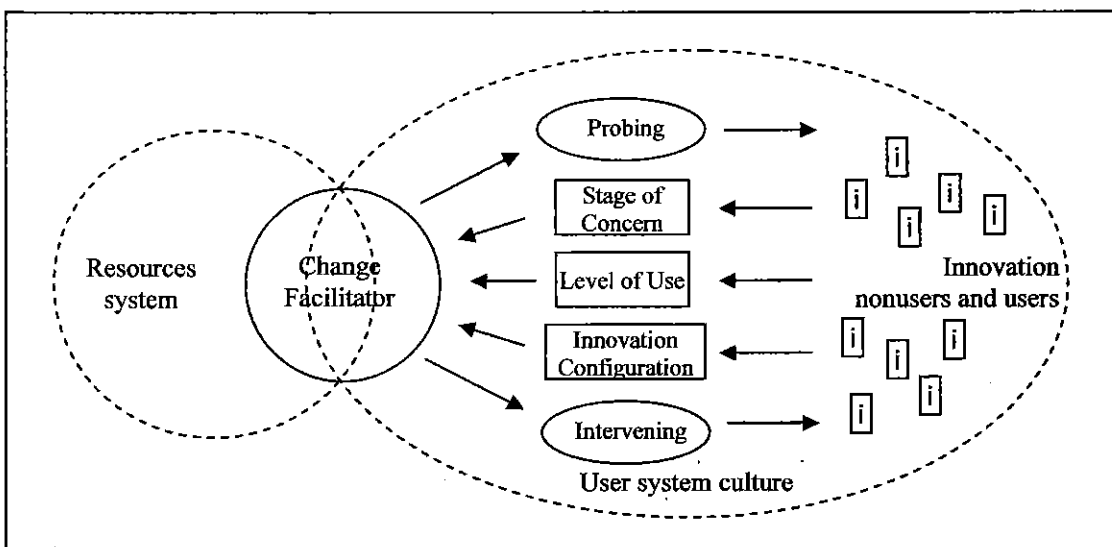 Probing
i
i
i
i
i
Stage of
Concern
Resources
system
Change
Facilitator
Level of Use
Innovation
nonusers and users
Innovation
Configuration
i
i
i
i
i
Intervening
User system culture